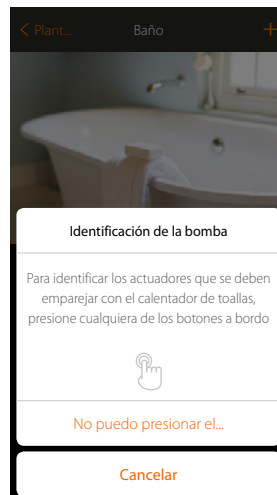 < Plant... Baño +
Identificación de la bomba
Para identificar los actuadores que se deben
emparejar con el calentador de toallas,
presione cualquiera de los botones a bordo
No puedo presionar el...
Cancelar